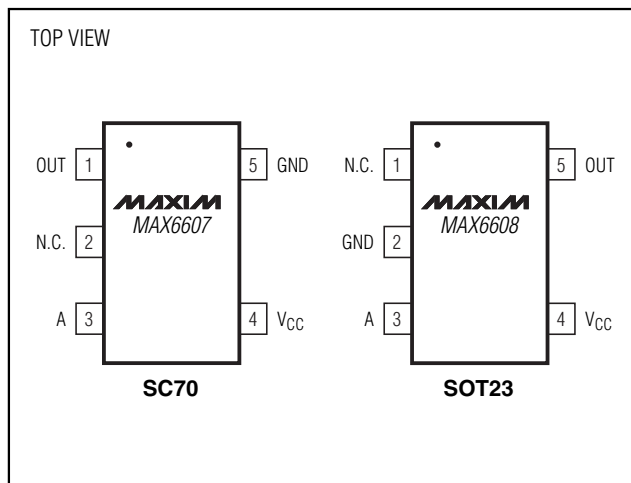 TOP VIEW
OUT 1
5 GND
MAXIM
MAX6607
N.C. 2
A 3
4 VCC
SC70
N.C. 1
5 OUT
MAXIM
MAX6608
GND 2
A 3
4 VCC
SOT23